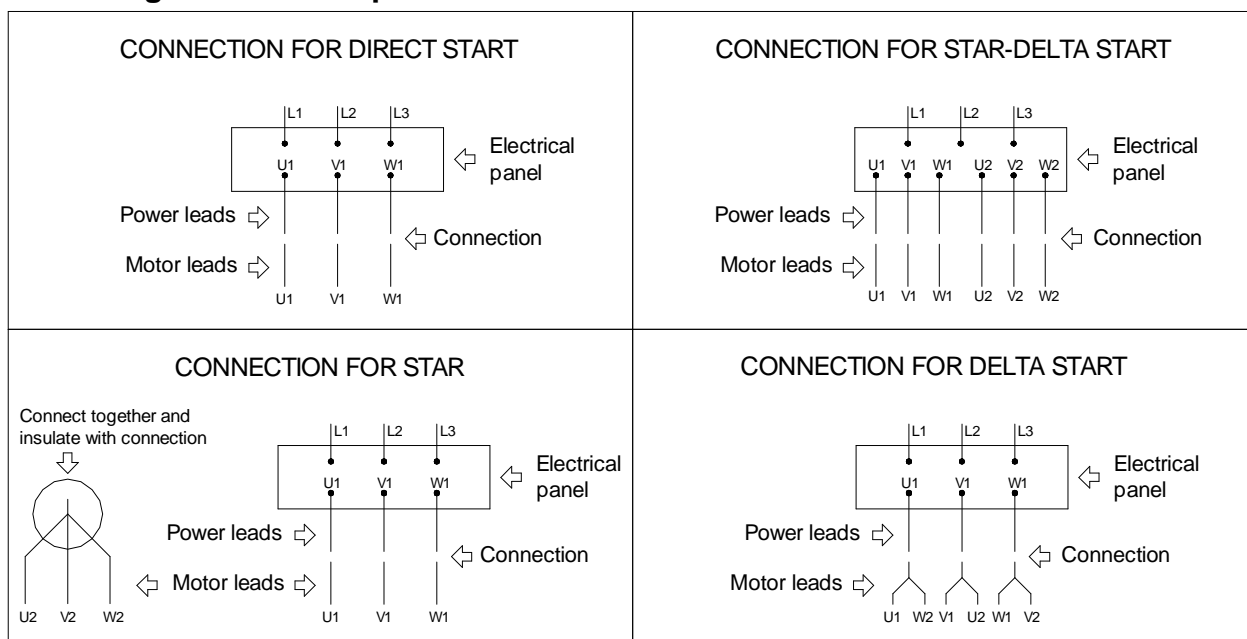 CONNECTION FOR DIRECT START
L1 L2 L3
U1 V1 W1
Electrical
panel
Power leads
Connection
Motor leads
U1 V1 W1
CONNECTION FOR STAR-DELTA START
L1 L2 L3
U1 V1 W1 U2 V2 W2
Electrical
panel
Power leads
Connection
Motor leads
U1 V1 W1 U2 V2 W2
CONNECTION FOR STAR
Connect together and
insulate with connection
L1 L2 L3
U1 V1 W1
Electrical
panel
Power leads
Connection
Motor leads
U2 V2 W2
U1 V1 W1
CONNECTION FOR DELTA START
L1 L2 L3
U1 V1 W1
Electrical
panel
Power leads
Connection
Motor leads
U1 W2 V1 U2 W1 V2